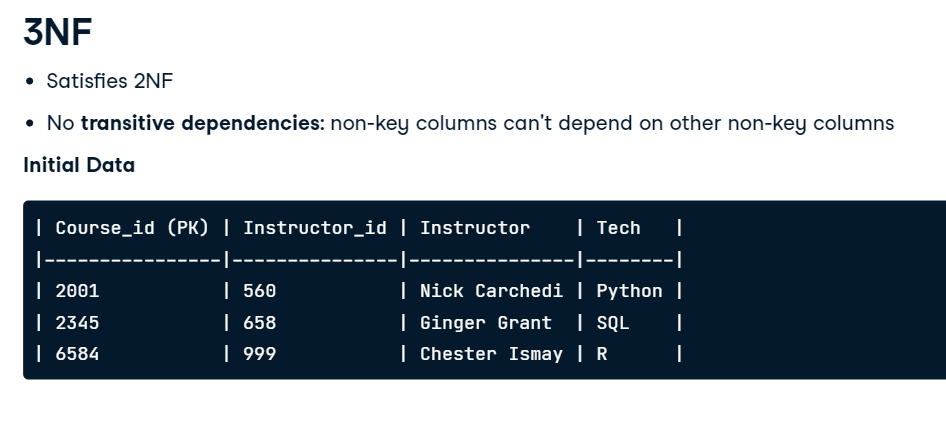 3NF
• Satisfies 2NF
• No transitive dependencies: non-key columns can't depend on other non-key columns
Initial Data
| Course_id (PK) | Instructor_id | Instructor    | Tech   |
|----------------|---------------|---------------|--------|
| 2001           | 560           | Nick Carchedi | Python |
| 2345           | 658           | Ginger Grant  | SQL    |
| 6584           | 999           | Chester Ismay | R      |